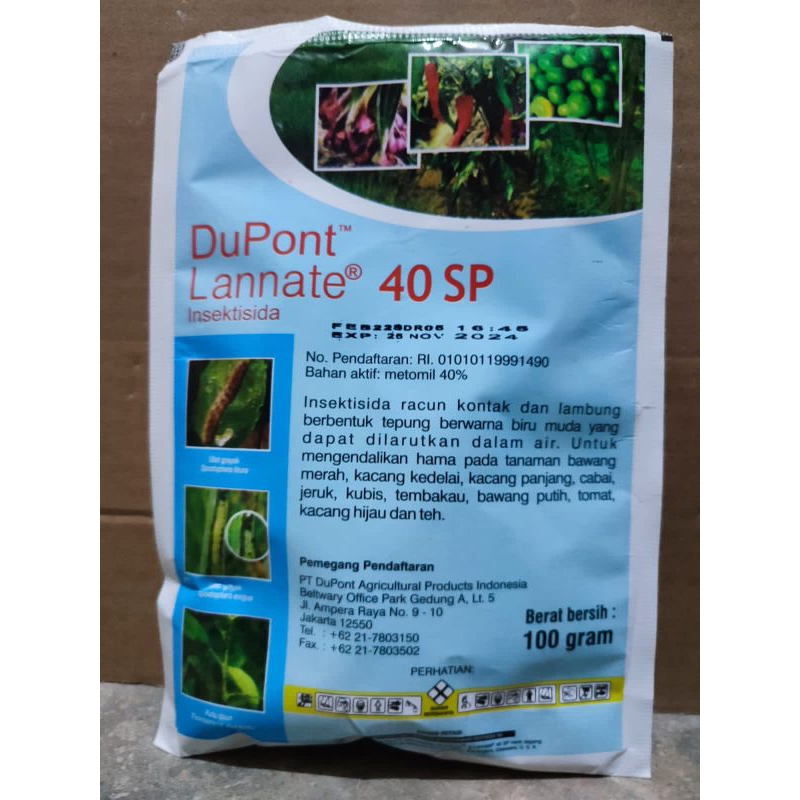 DuPont™
Lannate® 40 SP
Insektisida
EXP: 25 NOV 2024
No. Pendaftaran: RI. 01010119991490
Bahan aktif: metomil 40%
Insektisida racun kontak dan lambung
berbentuk tepung berwarna biru muda yang
dapat dilarutkan dalam air. Untuk
mengendalikan hama pada tanaman bawang
merah, kacang kedelai, kacang panjang, cabai,
jeruk, kubis, tembakau, bawang putih, tomat,
kacang hijau dan teh.
Ulat grayak
Pemegang Pendaftaran
PT DuPont Agricultural Products Indonesia
Beltway Office Park Gedung A, Lt. 5
Jl. Ampera Raya No. 9 - 10
Jakarta 12550
Tel. : +62 21-7803150
Fax. : +62 21-7803502
Berat bersih :
100 gram
PERHATIAN: